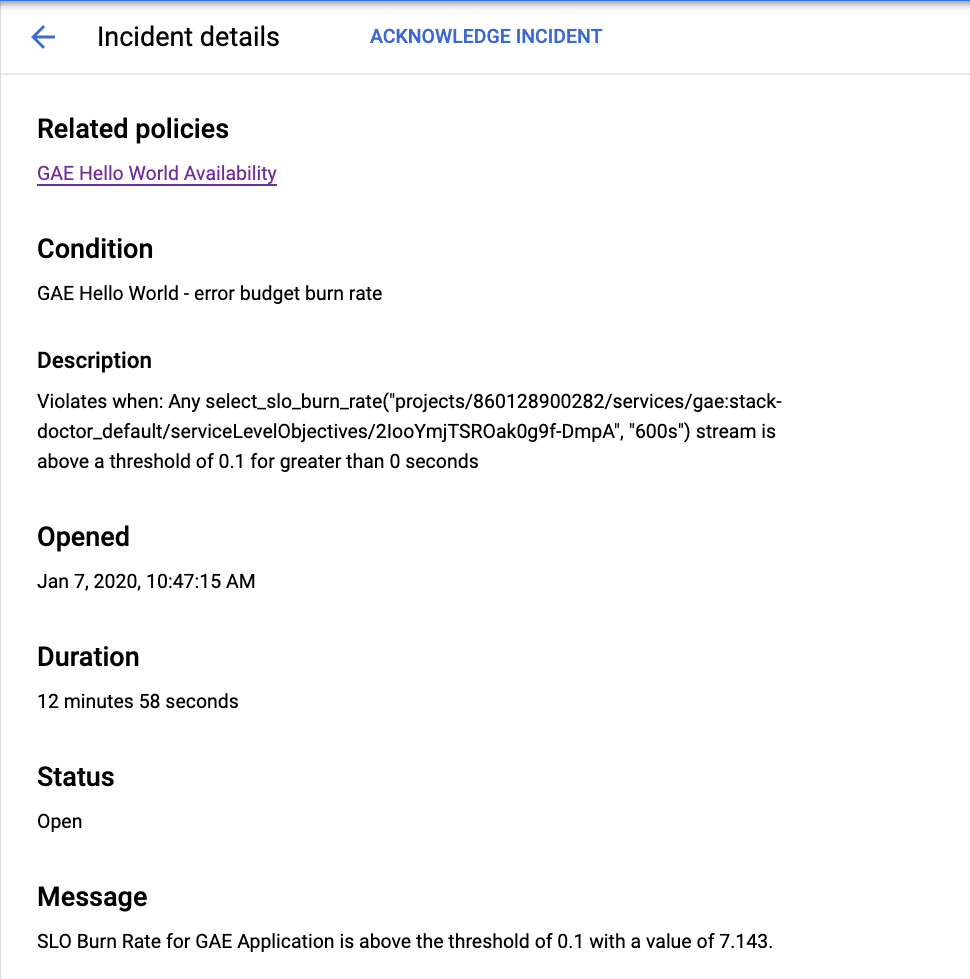 Incident details
ACKNOWLEDGE INCIDENT
Related policies
GAE Hello World Availability
Condition
GAE Hello World - error budget burn rate
Description
Violates when: Any select_slo_burn_rate("projects/860128900282/services/gae:stack-
doctor_default/serviceLevelObjectives/2IooYmjTSROak0g9f-DmpA", "600s") stream is
above a threshold of 0.1 for greater than 0 seconds
Opened
Jan 7, 2020, 10:47:15 AM
Duration
12 minutes 58 seconds
Status
Open
Message
SLO Burn Rate for GAE Application is above the threshold of 0.1 with a value of 7.143.